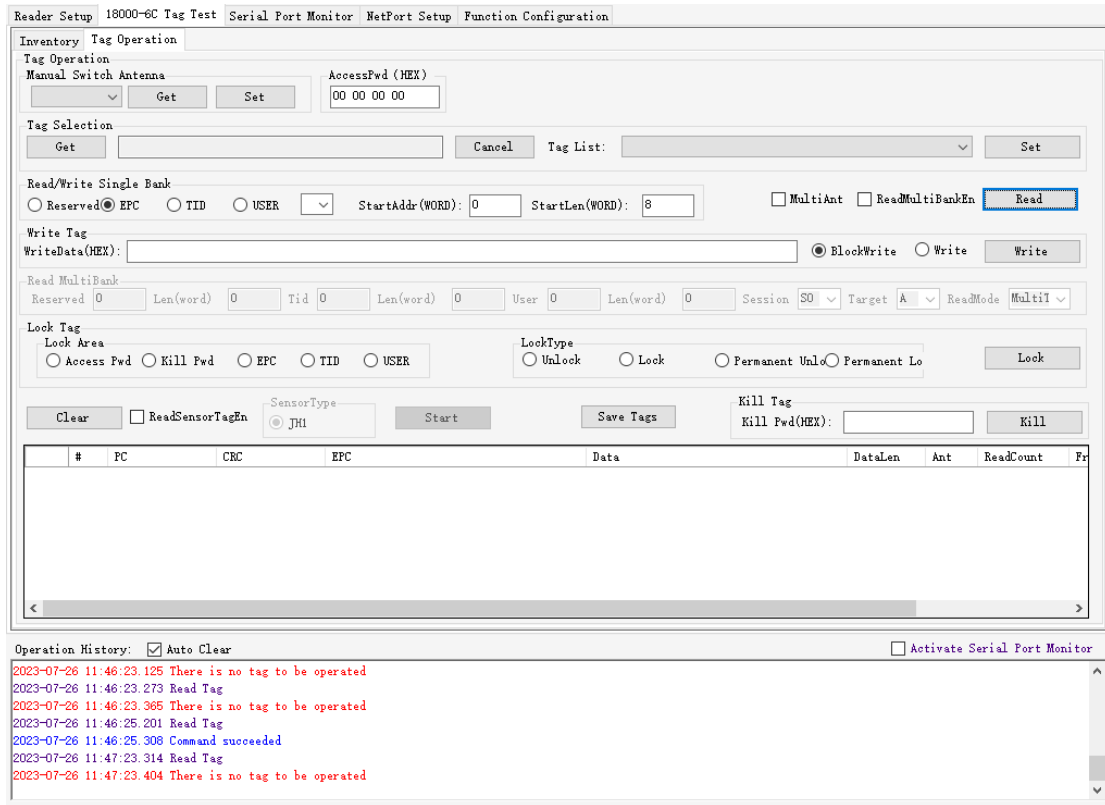 Reader Setup 18000-6C Tag Test Serial Port Monitor NetPort Setup Function Configuration
Inventory Tag Operation
Tag Operation
Manual Switch Antenna AccessPwd (HEX)
Get Set 00 00 00 00
Tag Selection
Get Cancel Tag List: Set
Read/Write Single Bank
Reserved EPC TID USER StartAddr(WORD): 0 StartLen(WORD): 8 MultiAnt ReadMultiBankEn Read
Write Tag
WriteData(HEX): BlockWrite Write Write
Read MultiBank
Reserved 0 Len(word) 0 Tid 0 Len(word) 0 User 0 Len(word) 0 Session S0 Target A ReadMode MultiT
Lock Tag
Lock Area LockType
Access Pwd Kill Pwd EPC TID USER Unlock Lock Permanent Unlo Permanent Lo Lock
Clear ReadSensorTagEn SensorType JH1 Start Save Tags Kill Tag Kill Pwd(HEX): Kill
# PC CRC EPC Data DataLen Ant ReadCount Fr
Operation History: Auto Clear Activate Serial Port Monitor
2023-07-26 11:46:23.125 There is no tag to be operated
2023-07-26 11:46:23.273 Read Tag
2023-07-26 11:46:23.365 There is no tag to be operated
2023-07-26 11:46:25.201 Read Tag
2023-07-26 11:46:25.308 Command succeeded
2023-07-26 11:47:23.314 Read Tag
2023-07-26 11:47:23.404 There is no tag to be operated